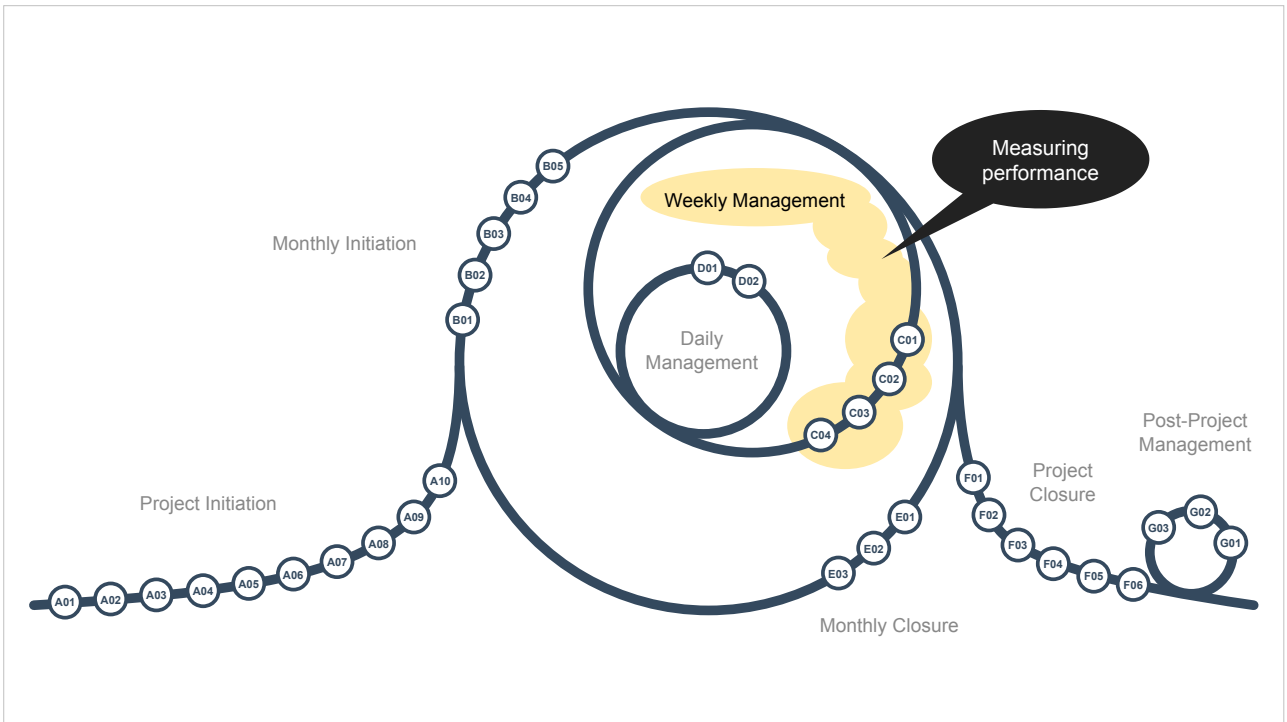 Measuring
performance
Weekly Management
Monthly Initiation
Daily
Management
Project Initiation
Monthly Closure
Project
Closure
Post-Project
Management
A01
A02
A03
A04
A05
A06
A07
A08
A09
A10
B01
B02
B03
B04
B05
C01
C02
C03
C04
D01
D02
E01
E02
E03
F01
F02
F03
F04
F05
F06
G01
G02
G03